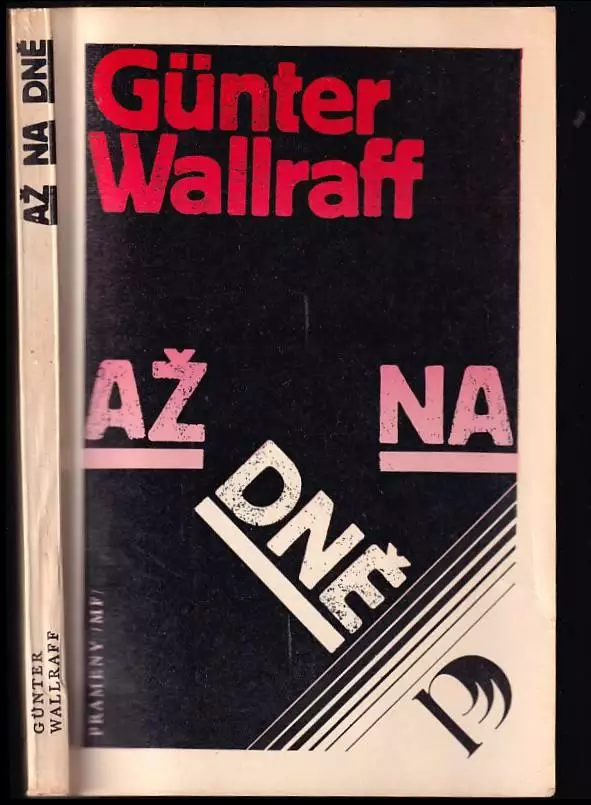 Günter
Wallraff
AŽ NA
DNĚ
PRAMENY /MF/
AŽ NA DNĚ
GÜNTER
WALLRAFF